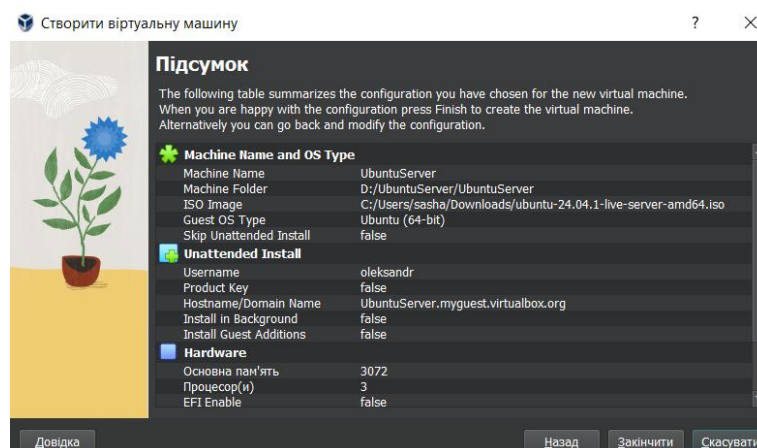 Створити віртуальну машину
Підсумок
The following table summarizes the configuration you have chosen for the new virtual machine.
When you are happy with the configuration press Finish to create the virtual machine.
Alternatively you can go back and modify the configuration.
Machine Name and OS Type
Machine Name UbuntuServer
Machine Folder D:/UbuntuServer/UbuntuServer
ISO Image C:/Users/sasha/Downloads/ubuntu-24.04.1-live-server-amd64.iso
Guest OS Type Ubuntu (64-bit)
Skip Unattended Install false
Unattended Install
Username oleksandr
Product Key false
Hostname/Domain Name UbuntuServer.myguest.virtualbox.org
Install in Background false
Install Guest Additions false
Hardware
Основна пам'ять 3072
Процесор(и) 3
EFI Enable false
Довідка Назад Закінчити Скасувати